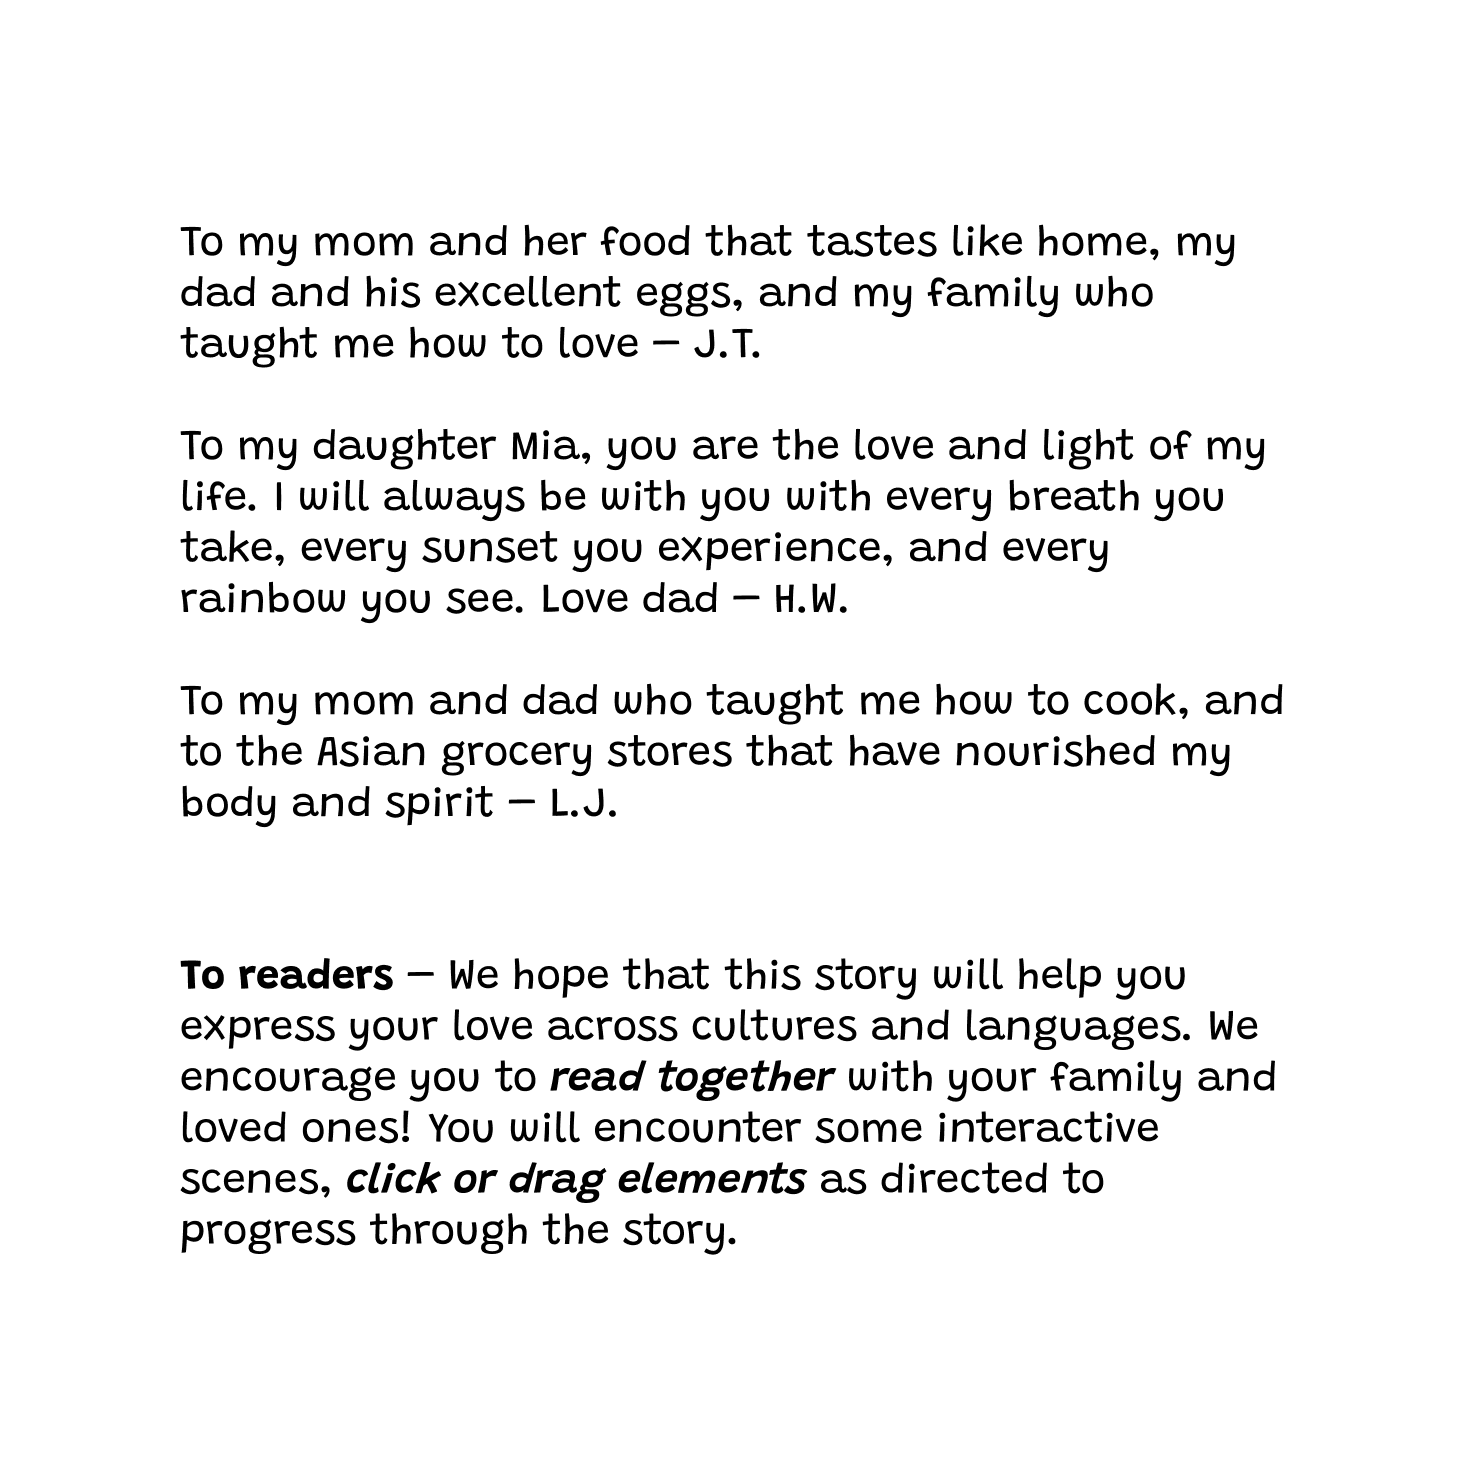 To my mom and her food that tastes like home, my
dad and his excellent eggs, and my family who
taught me how to love – J.T.
To my daughter Mia, you are the love and light of my
life. I will always be with you with every breath you
take, every sunset you experience, and every
rainbow you see. Love dad – H.W.
To my mom and dad who taught me how to cook, and
to the Asian grocery stores that have nourished my
body and spirit – L.J.
To readers – We hope that this story will help you
express your love across cultures and languages. We
encourage you to read together with your family and
loved ones! You will encounter some interactive
scenes, click or drag elements as directed to
progress through the story.